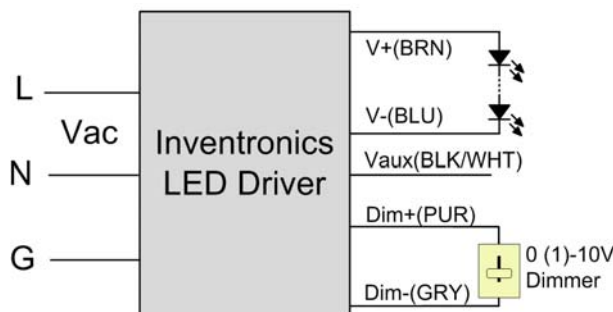 L
Vac
N
G
Inventronics
LED Driver
V+(BRN)
V-(BLU)
Vaux(BLK/WHT)
Dim+(PUR)
Dim-(GRY)
0 (1)-10V
Dimmer